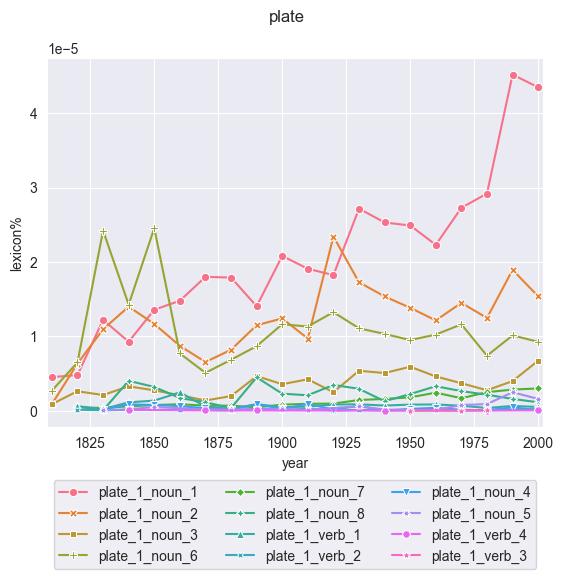 plate
1e−5
4
3
2
1
0
lexicon%
1825
1850
1875
1900
1925
1950
1975
2000
year
plate_1_noun_1
plate_1_noun_2
plate_1_noun_3
plate_1_noun_6
plate_1_noun_7
plate_1_noun_8
plate_1_verb_1
plate_1_verb_2
plate_1_noun_4
plate_1_noun_5
plate_1_verb_4
plate_1_verb_3